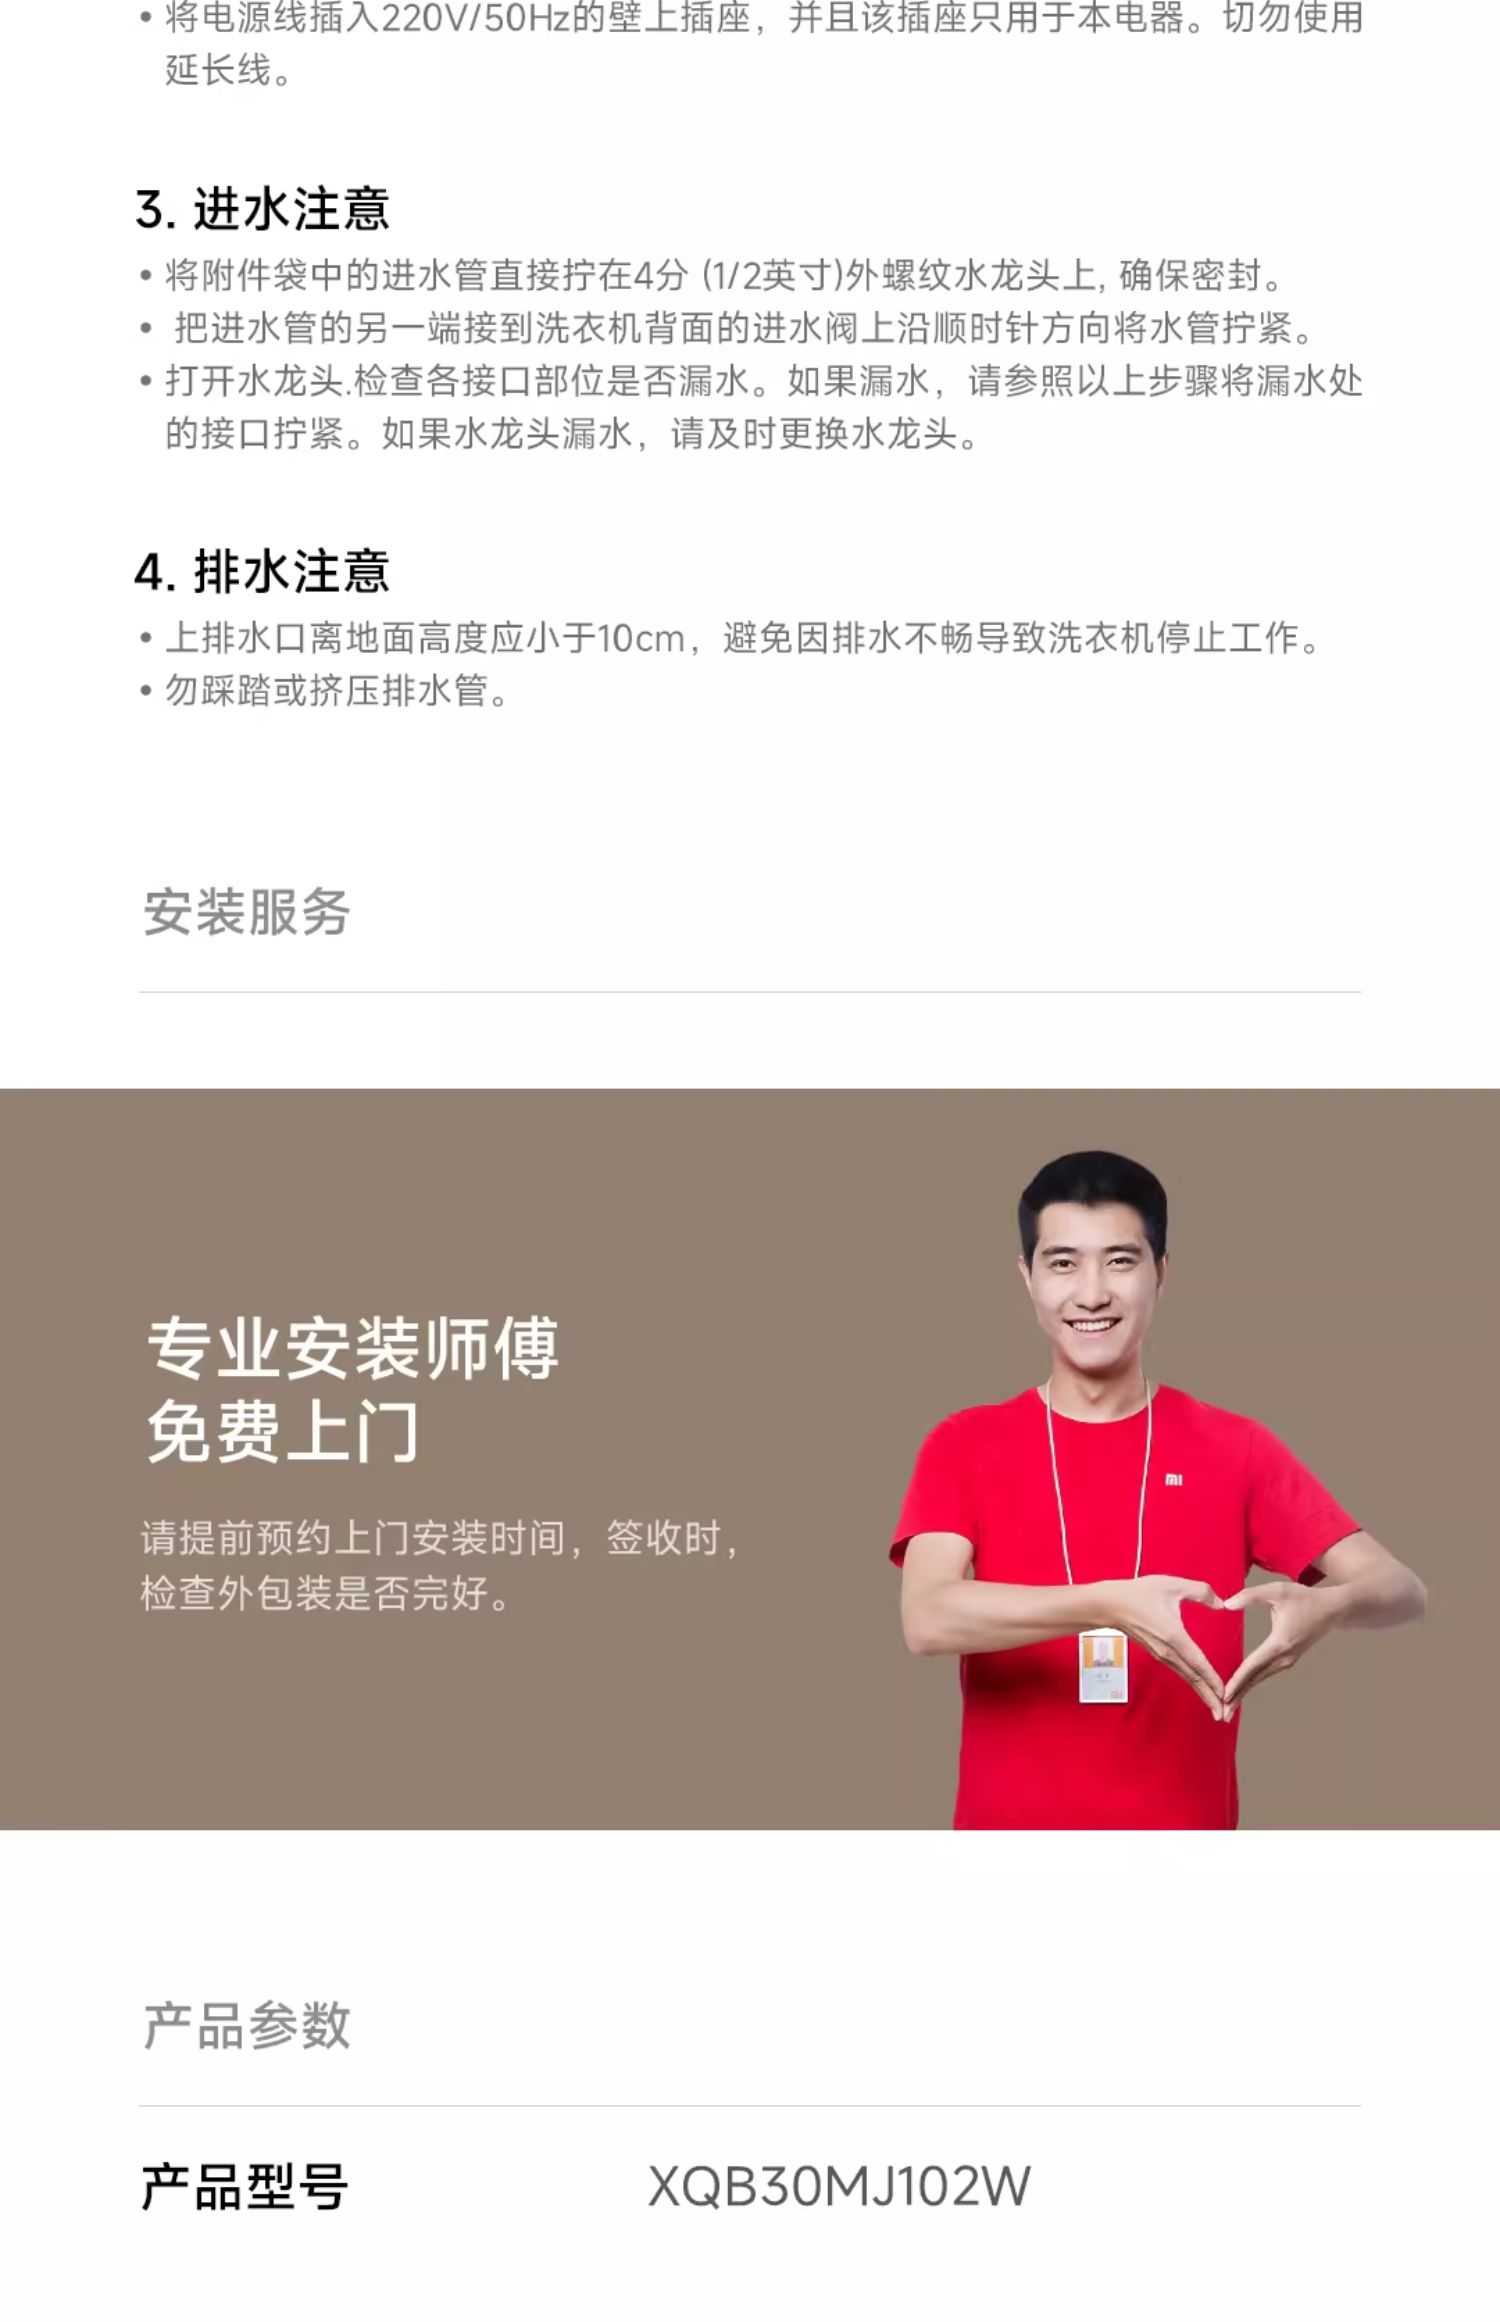 • 将电源线插入220V/50Hz的壁上插座，并且该插座只用于本电器。切勿使用
延长线。
3. 进水注意
• 将附件袋中的进水管直接拧在4分 (1/2英寸)外螺纹水龙头上, 确保密封。
• 把进水管的另一端接到洗衣机背面的进水阀上沿顺时针方向将水管拧紧。
• 打开水龙头.检查各接口部位是否漏水。如果漏水，请参照以上步骤将漏水处
的接口拧紧。如果水龙头漏水，请及时更换水龙头。
4. 排水注意
• 上排水口离地面高度应小于10cm，避免因排水不畅导致洗衣机停止工作。
• 勿踩踏或挤压排水管。
安装服务
专业安装师傅
免费上门
请提前预约上门安装时间，签收时，
检查外包装是否完好。
产品参数
产品型号 XQB30MJ102W